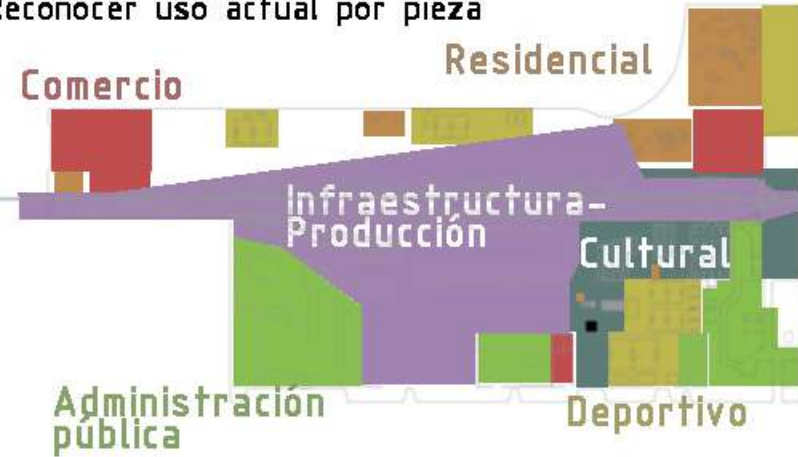 Reconocer uso actual por pieza
Residencial
Comercio
Infraestructura-
Producción
Cultural
Administración
pública
Deportivo